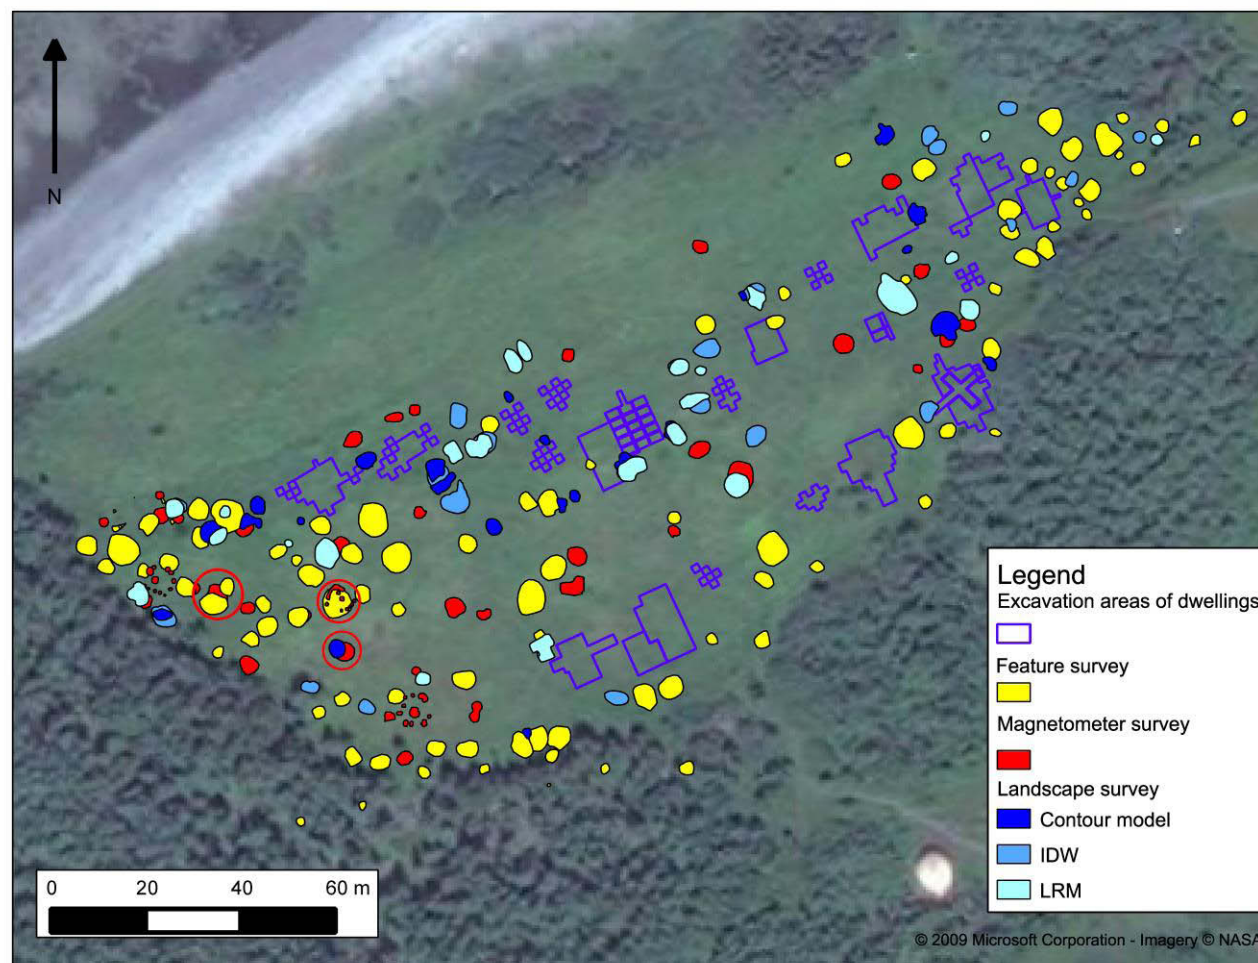 N
Legend
Excavation areas of dwellings
Feature survey
Magnetometer survey
Landscape survey
Contour model
IDW
LRM
0 20 40 60 m
© 2009 Microsoft Corporation - Imagery © NASA